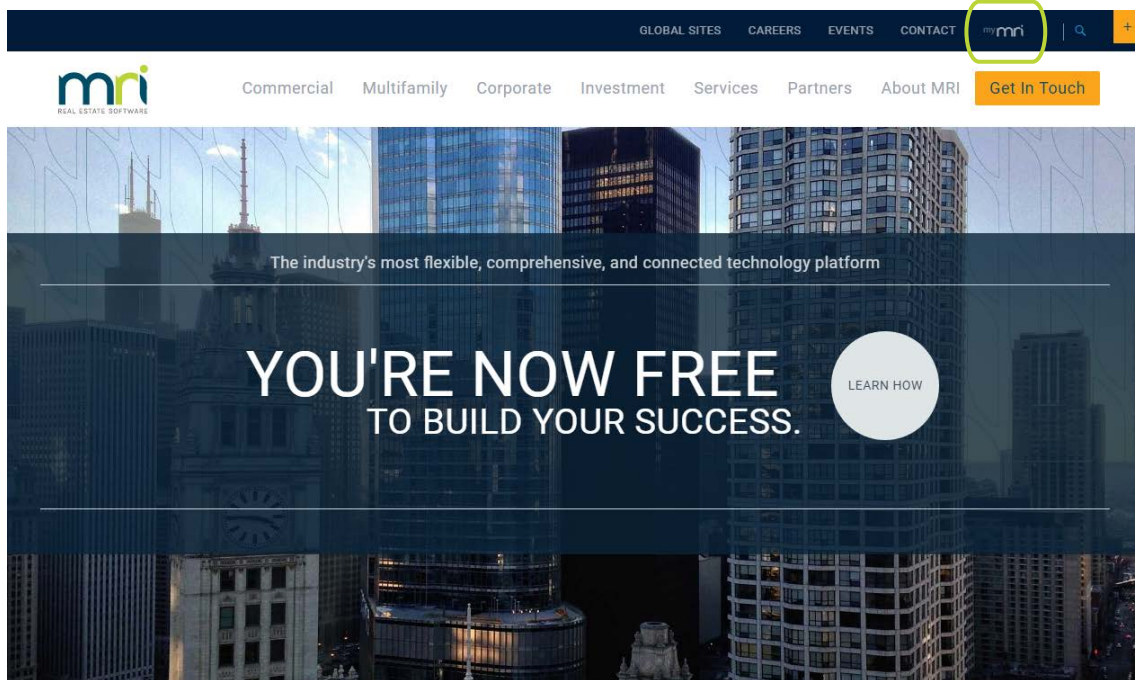 GLOBAL SITES CAREERS EVENTS CONTACT mymri +
mri
REAL ESTATE SOFTWARE
Commercial Multifamily Corporate Investment Services Partners About MRI Get In Touch
The industry's most flexible, comprehensive, and connected technology platform
YOU'RE NOW FREE
TO BUILD YOUR SUCCESS.
LEARN HOW